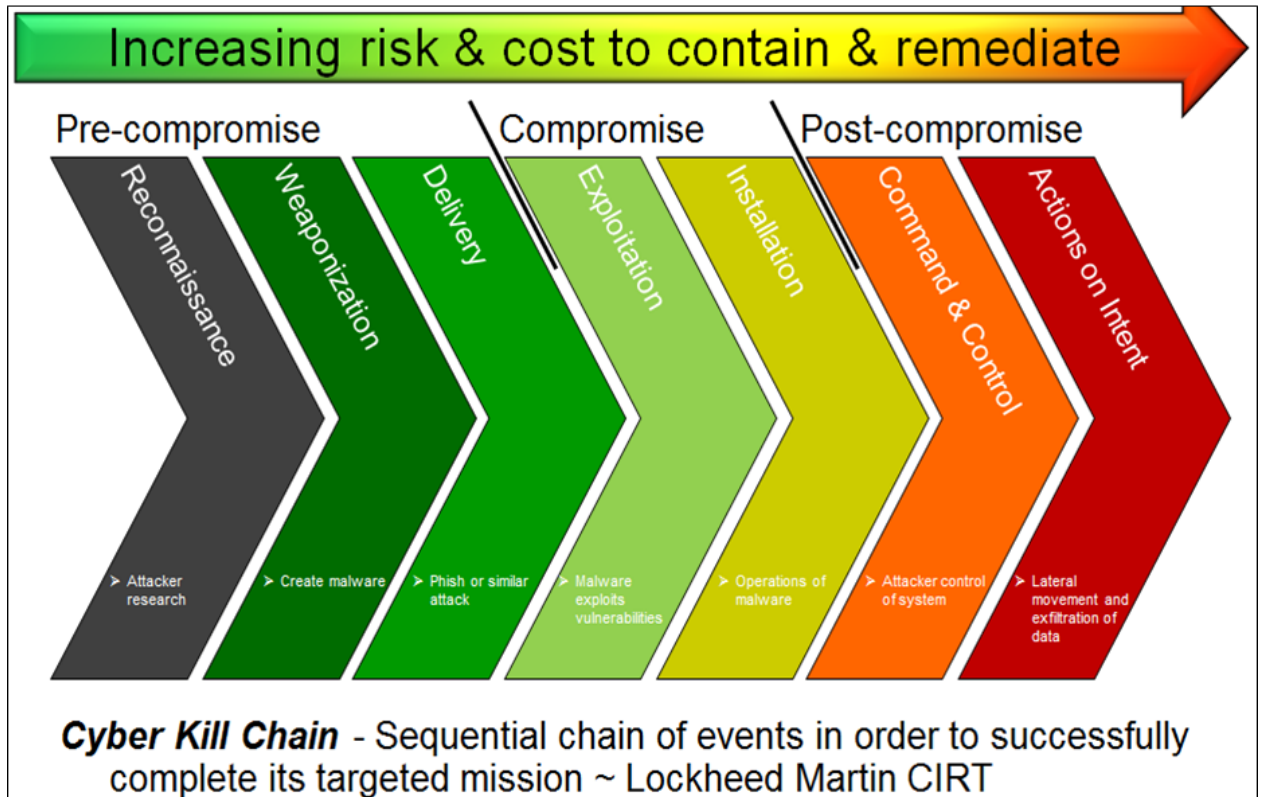 Increasing risk & cost to contain & remediate
Pre-compromise
Compromise
Post-compromise
Reconnaissance
Weaponization
Delivery
Exploitation
Installation
Command & Control
Actions on Intent
➢ Attacker
research
➢ Create malware
➢ Phish or similar
attack
➢ Malware
exploits
vulnerabilities
➢ Operations of
malware
➢ Attacker control
of system
➢ Lateral
movement and
exfiltration of
data
Cyber Kill Chain - Sequential chain of events in order to successfully
complete its targeted mission ~ Lockheed Martin CIRT